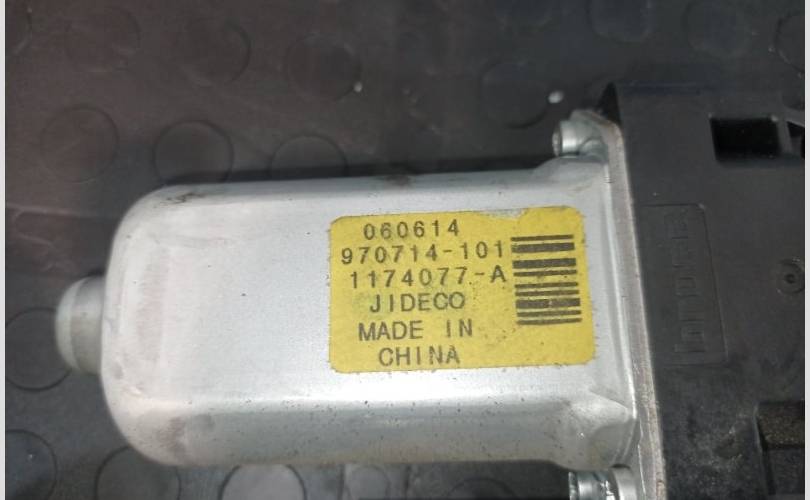 060614
970714-101
1174077-A
JIDECO
MADE IN
CHINA